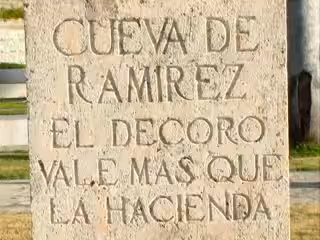 CUEVA DE
RAMIREZ
EL DECORO
VALE MAS QUE
LA HACIENDA